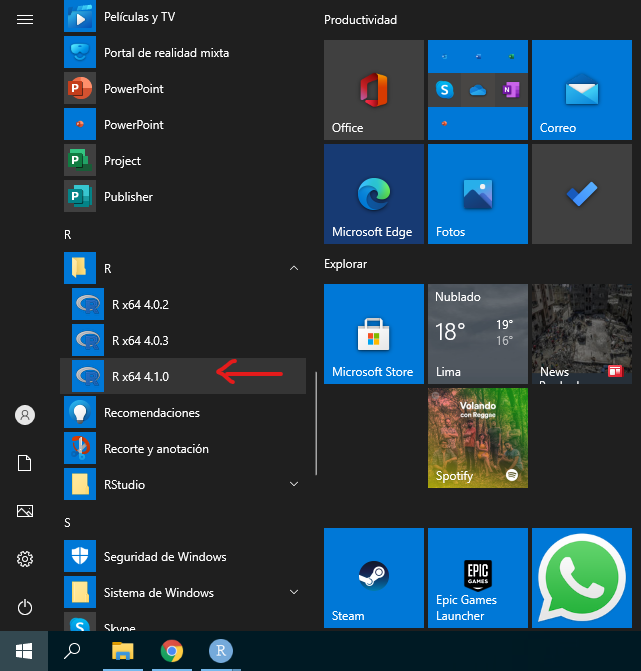 Películas y TV
Portal de realidad mixta
PowerPoint
PowerPoint
Project
Publisher
R
R
R x64 4.0.2
R x64 4.0.3
R x64 4.1.0
Recomendaciones
Recorte y anotación
RStudio
S
Seguridad de Windows
Sistema de Windows
Skype
Productividad
Office
Correo
Microsoft Edge
Fotos
Explorar
Microsoft Store
Nublado
18° 19°
16°
Lima
News
Volando
con Reggae
Spotify
Steam
EPIC
GAMES
Epic Games
Launcher